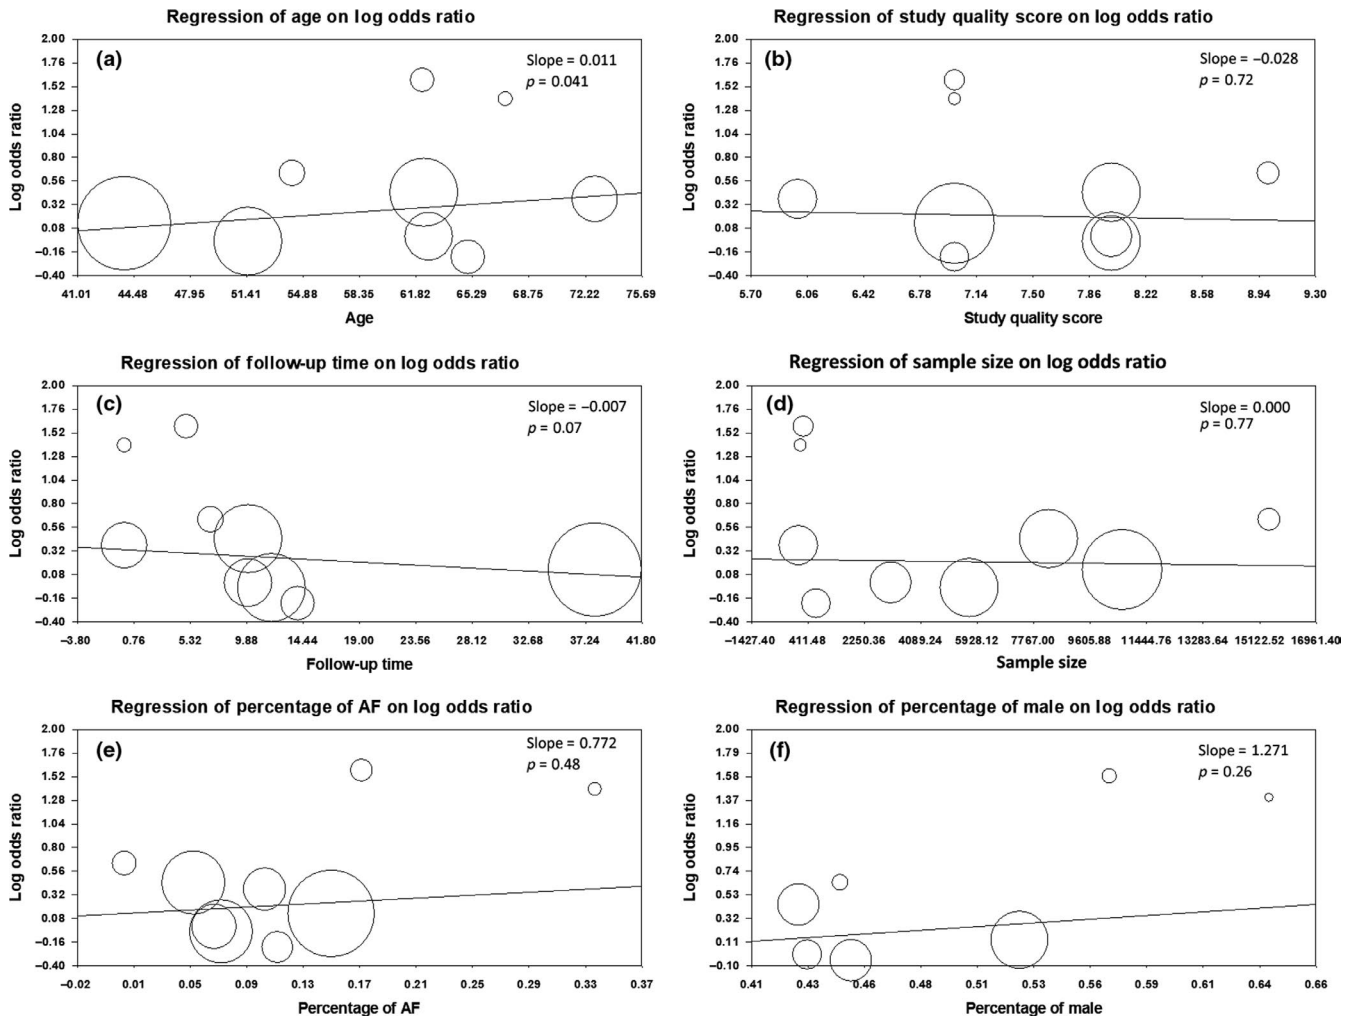 Regression of age on log odds ratio
(a)
Slope = 0.011
p = 0.041
Log odds ratio
2.00
1.76
1.52
1.28
1.04
0.80
0.56
0.32
0.08
−0.16
−0.40
41.01 44.48 47.95 51.41 54.88 58.35 61.82 65.29 68.75 72.22 75.69
Age
Regression of study quality score on log odds ratio
(b)
Slope = −0.028
p = 0.72
Log odds ratio
2.00
1.76
1.52
1.28
1.04
0.80
0.56
0.32
0.08
−0.16
−0.40
5.70 6.06 6.42 6.78 7.14 7.50 7.86 8.22 8.58 8.94 9.30
Study quality score
Regression of follow-up time on log odds ratio
(c)
Slope = −0.007
p = 0.07
Log odds ratio
2.00
1.76
1.52
1.28
1.04
0.80
0.56
0.32
0.08
−0.16
−0.40
−3.80 0.76 5.32 9.88 14.44 19.00 23.56 28.12 32.68 37.24 41.80
Follow-up time
Regression of sample size on log odds ratio
(d)
Slope = 0.000
p = 0.77
Log odds ratio
2.00
1.76
1.52
1.28
1.04
0.80
0.56
0.32
0.08
−0.16
−0.40
−1427.40 411.48 2250.36 4089.24 5928.12 7767.00 9605.88 11444.76 13283.64 15122.52 16961.40
Sample size
Regression of percentage of AF on log odds ratio
(e)
Slope = 0.772
p = 0.48
Log odds ratio
2.00
1.76
1.52
1.28
1.04
0.80
0.56
0.32
0.08
−0.16
−0.40
−0.02 0.01 0.05 0.09 0.13 0.17 0.21 0.25 0.29 0.33 0.37
Percentage of AF
Regression of percentage of male on log odds ratio
(f)
Slope = 1.271
p = 0.26
Log odds ratio
2.00
1.79
1.58
1.37
1.16
0.95
0.74
0.53
0.32
0.11
−0.10
0.41 0.43 0.46 0.48 0.51 0.53 0.56 0.59 0.61 0.64 0.66
Percentage of male